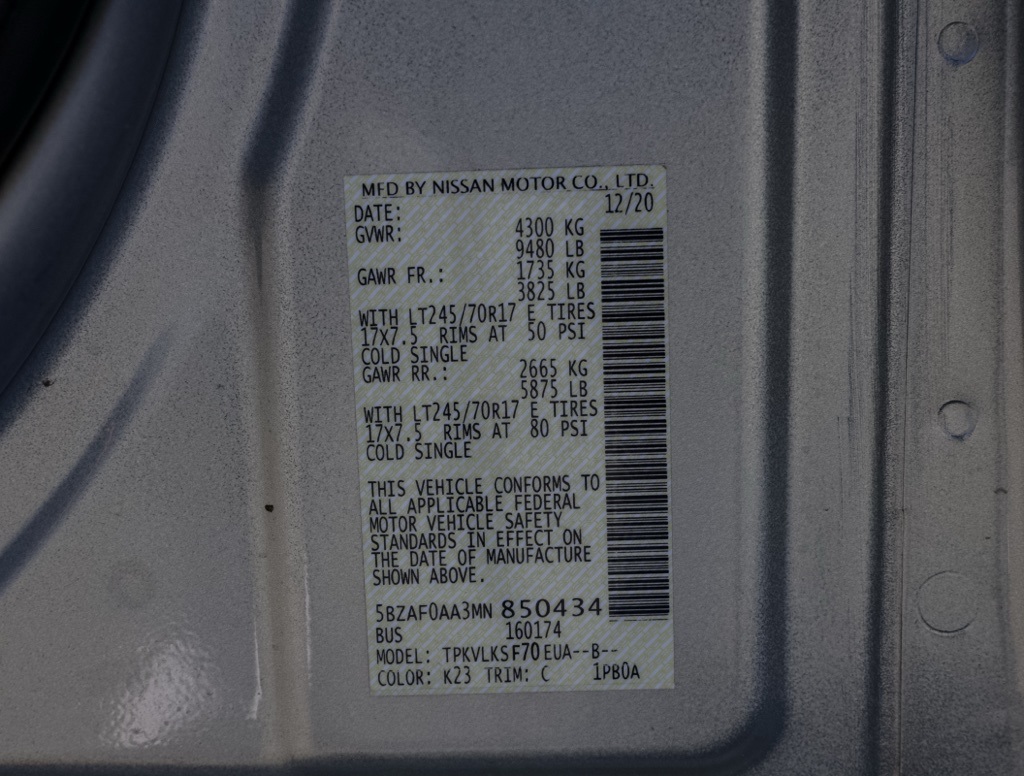 MFD BY NISSAN MOTOR CO., LTD.
DATE: 12/20
GVWR: 4300 KG
9480 LB
GAWR FR.: 1735 KG
3825 LB
WITH LT245/70R17 E TIRES
17X7.5 RIMS AT 50 PSI
COLD SINGLE
GAWR RR.: 2665 KG
5875 LB
WITH LT245/70R17 E TIRES
17X7.5 RIMS AT 80 PSI
COLD SINGLE
THIS VEHICLE CONFORMS TO
ALL APPLICABLE FEDERAL
MOTOR VEHICLE SAFETY
STANDARDS IN EFFECT ON
THE DATE OF MANUFACTURE
SHOWN ABOVE.
5BZAF0AA3MN 850434
BUS 160174
MODEL: TPKVLKSF70EUA--B--
COLOR: K23 TRIM: C 1PB0A